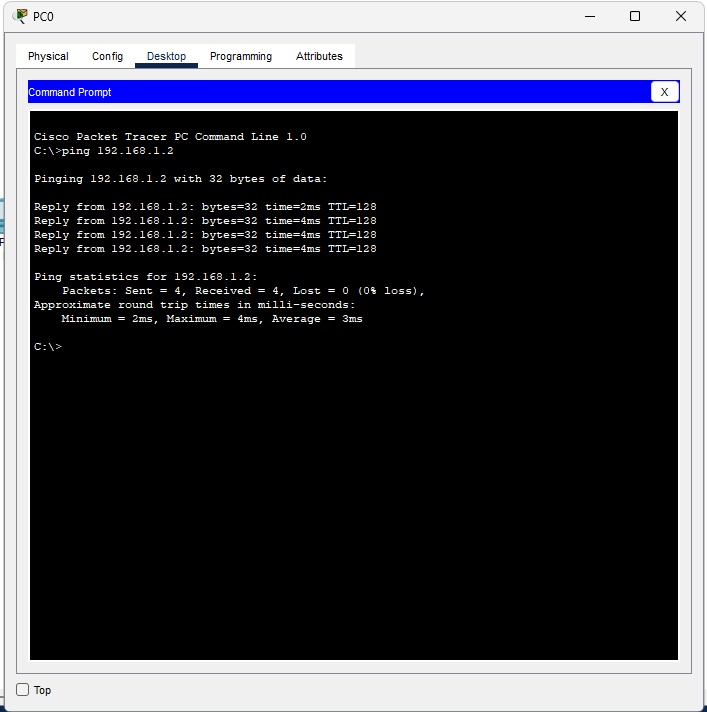 PC0
Physical Config Desktop Programming Attributes
Command Prompt X
Cisco Packet Tracer PC Command Line 1.0
C:\>ping 192.168.1.2
Pinging 192.168.1.2 with 32 bytes of data:
Reply from 192.168.1.2: bytes=32 time=2ms TTL=128
Reply from 192.168.1.2: bytes=32 time=4ms TTL=128
Reply from 192.168.1.2: bytes=32 time=4ms TTL=128
Reply from 192.168.1.2: bytes=32 time=4ms TTL=128
Ping statistics for 192.168.1.2:
Packets: Sent = 4, Received = 4, Lost = 0 (0% loss),
Approximate round trip times in milli-seconds:
Minimum = 2ms, Maximum = 4ms, Average = 3ms
C:\>
Top